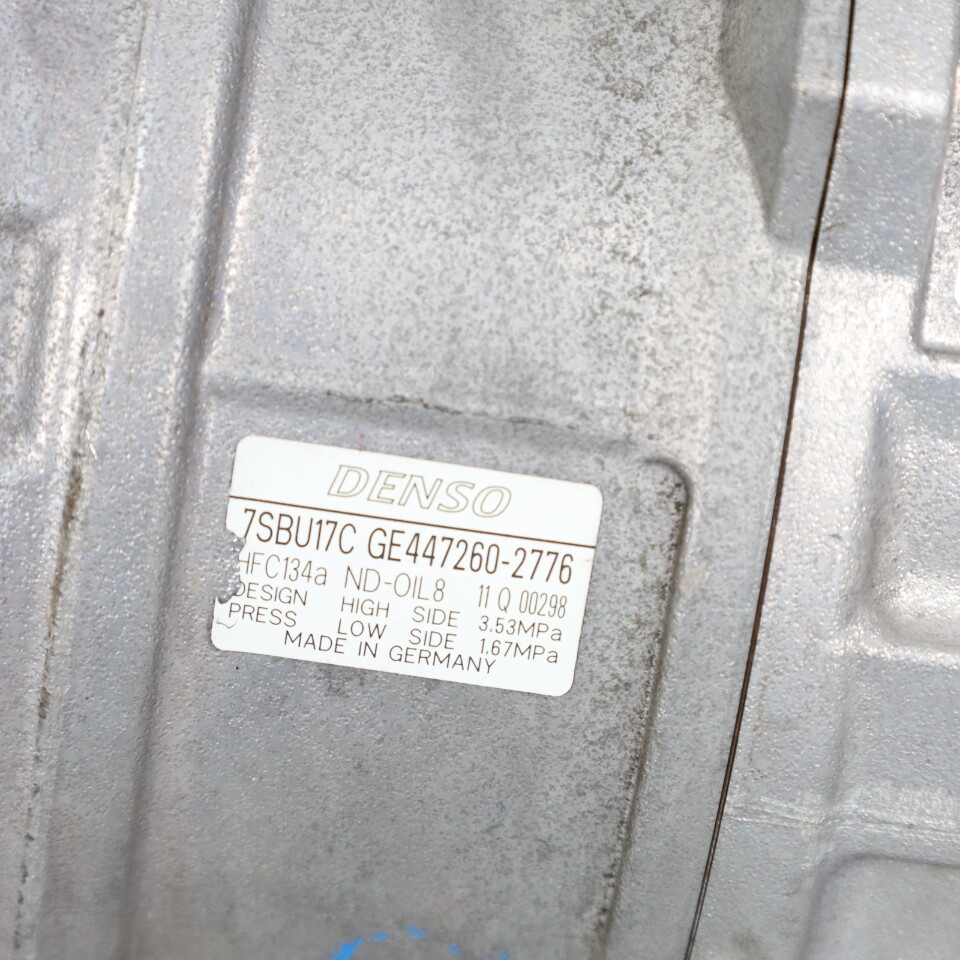 DENSO
7SBU17C GE447260-2776
HFC134a ND-OIL8 11 Q 00298
DESIGN HIGH SIDE 3.53MPa
PRESS LOW SIDE 1.67MPa
MADE IN GERMANY